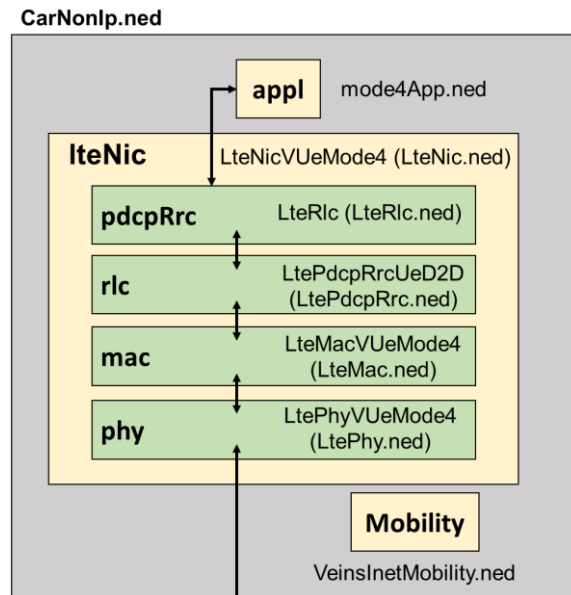 CarNonIp.ned
appl
mode4App.ned
lteNic
LteNicVUeMode4 (LteNic.ned)
pdcpRrc
LteRlc (LteRlc.ned)
rlc
LtePdcpRrcUeD2D
(LtePdcpRrc.ned)
mac
LteMacVUeMode4
(LteMac.ned)
phy
LtePhyVUeMode4
(LtePhy.ned)
Mobility
VeinsInetMobility.ned